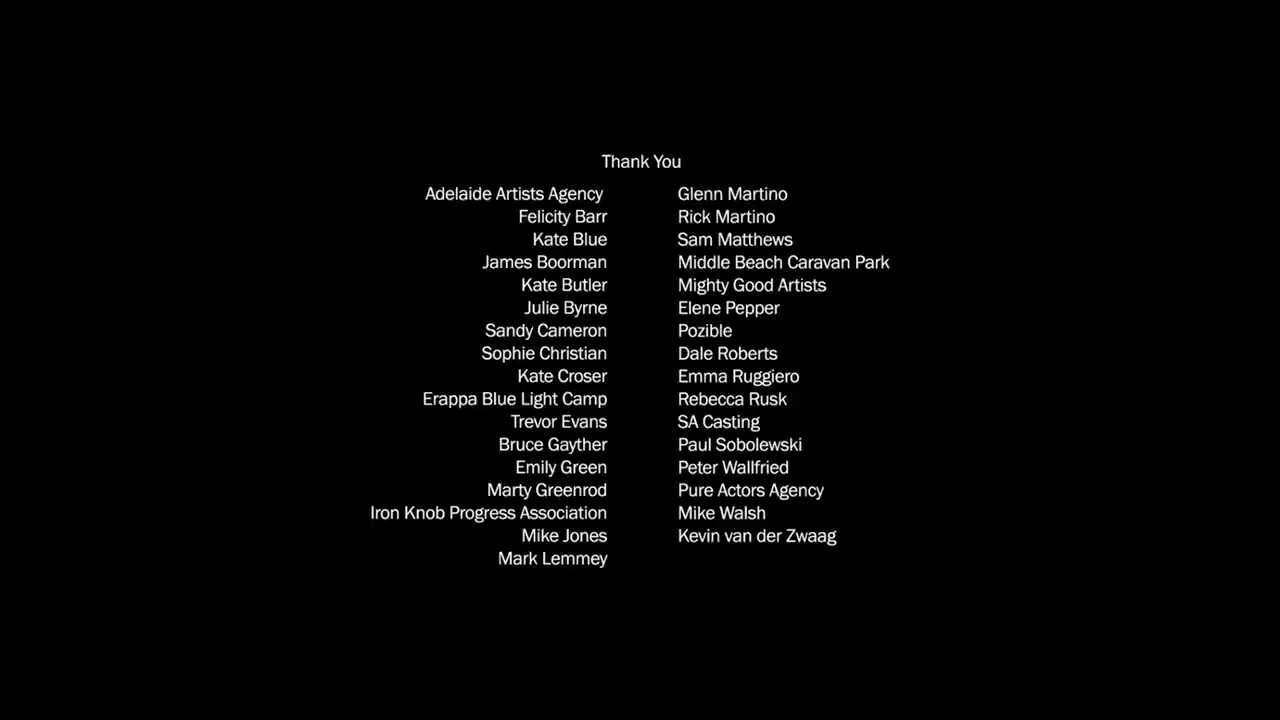 Thank You
Adelaide Artists Agency
Felicity Barr
Kate Blue
James Boorman
Kate Butler
Julie Byrne
Sandy Cameron
Sophie Christian
Kate Croser
Erappa Blue Light Camp
Trevor Evans
Bruce Gayther
Emily Green
Marty Greenrod
Iron Knob Progress Association
Mike Jones
Mark Lemmey
Glenn Martino
Rick Martino
Sam Matthews
Middle Beach Caravan Park
Mighty Good Artists
Elene Pepper
Pozible
Dale Roberts
Emma Ruggiero
Rebecca Rusk
SA Casting
Paul Sobolewski
Peter Wallfried
Pure Actors Agency
Mike Walsh
Kevin van der Zwaag